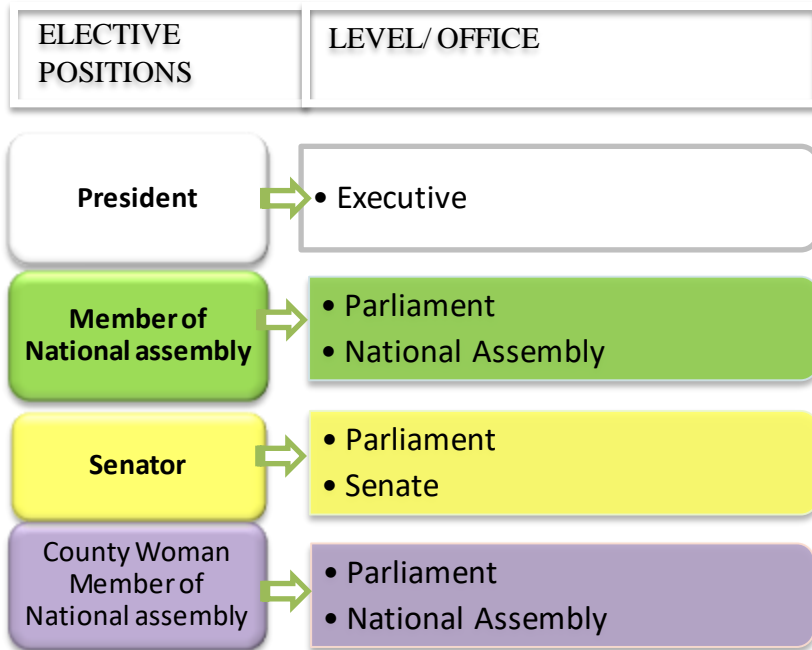 ELECTIVE
POSITIONS
LEVEL/ OFFICE
President
• Executive
Member of
National assembly
• Parliament
• National Assembly
Senator
• Parliament
• Senate
County Woman
Member of
National assembly
• Parliament
• National Assembly